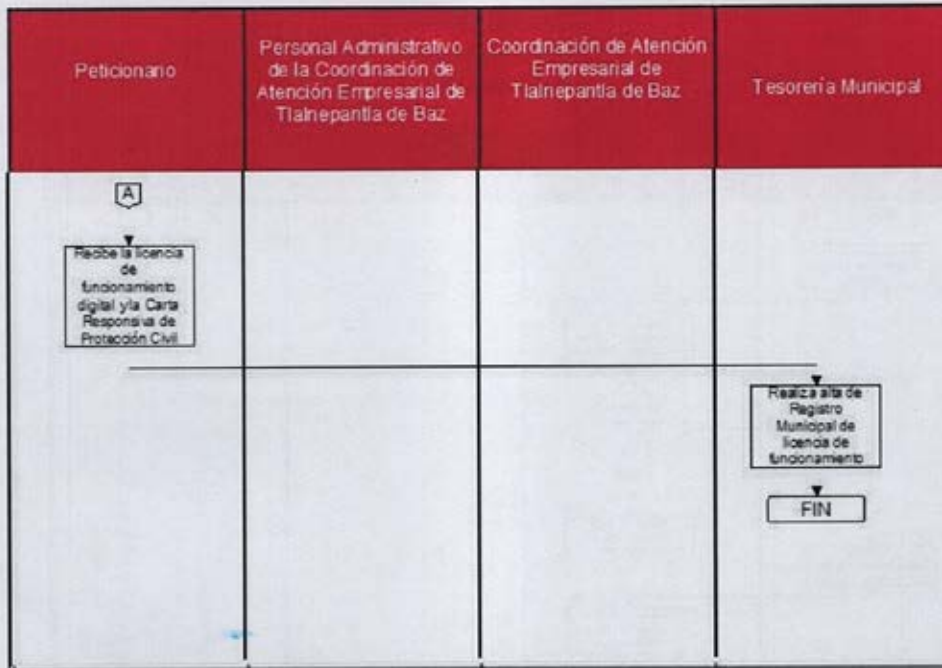 Peticionario
Personal Administrativo
de la Coordinación de
Atención Empresarial de
Tlalnepantla de Baz
Coordinación de Atención
Empresarial de
Tlalnepantla de Baz
Tesorería Municipal
A
Recibe la licencia
de
funcionamiento
digital y la Carta
Responsiva de
Protección Civil
Realiza alta de
Registro
Municipal de
licencia de
funcionamiento
FIN